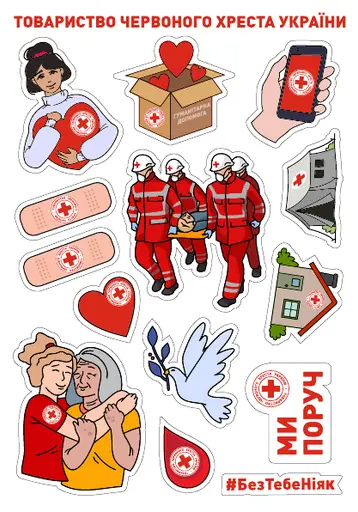 ТОВАРИСТВО ЧЕРВОНОГО ХРЕСТА УКРАЇНИ
ГУМАНІТАРНА
ДОПОМОГА
МИ
ПОРУЧ
#БезТебеНіяк